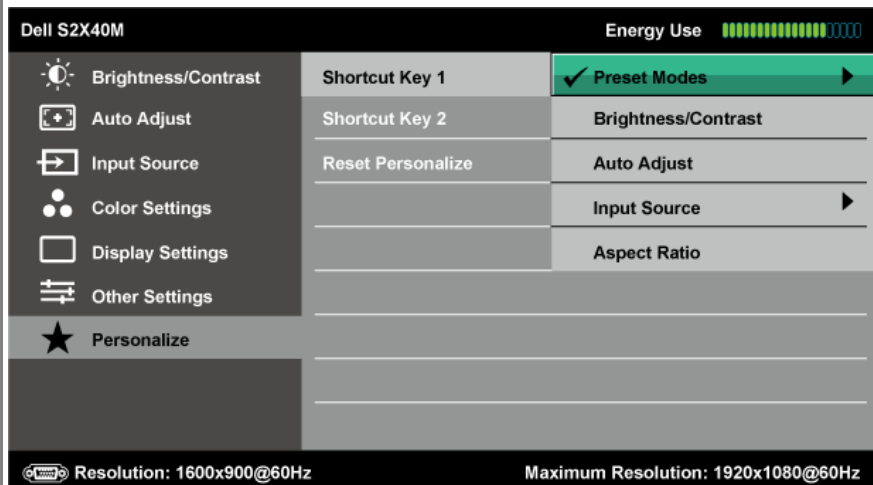 Dell S2X40M
Energy Use
Brightness/Contrast
Auto Adjust
Input Source
Color Settings
Display Settings
Other Settings
Personalize
Shortcut Key 1
Shortcut Key 2
Reset Personalize
Preset Modes
Brightness/Contrast
Auto Adjust
Input Source
Aspect Ratio
Resolution: 1600x900@60Hz
Maximum Resolution: 1920x1080@60Hz